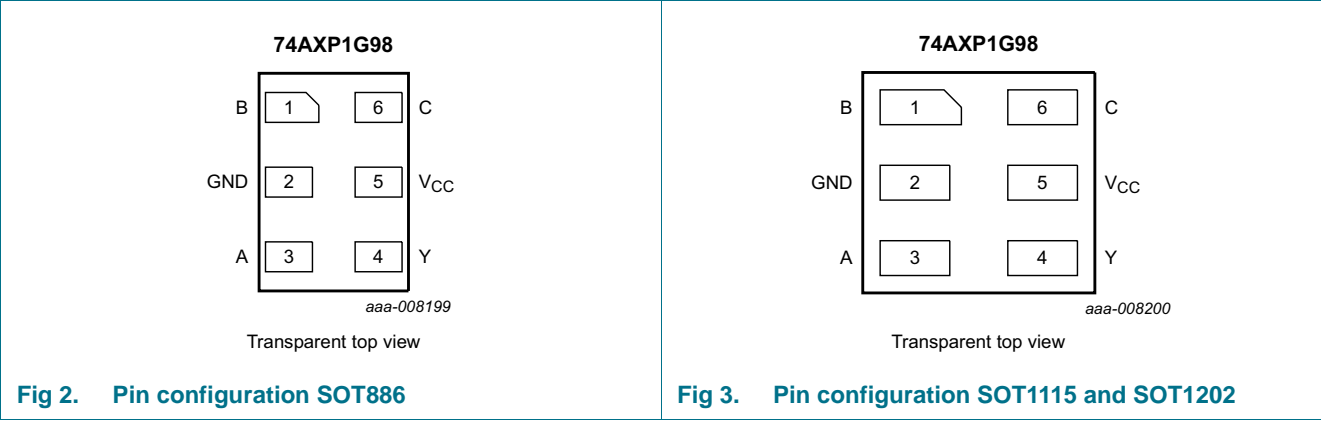 74AXP1G98
B 1 6 C
GND 2 5 VCC
A 3 4 Y
aaa-008199
Transparent top view
Fig 2. Pin configuration SOT886
74AXP1G98
B 1 6 C
GND 2 5 VCC
A 3 4 Y
aaa-008200
Transparent top view
Fig 3. Pin configuration SOT1115 and SOT1202